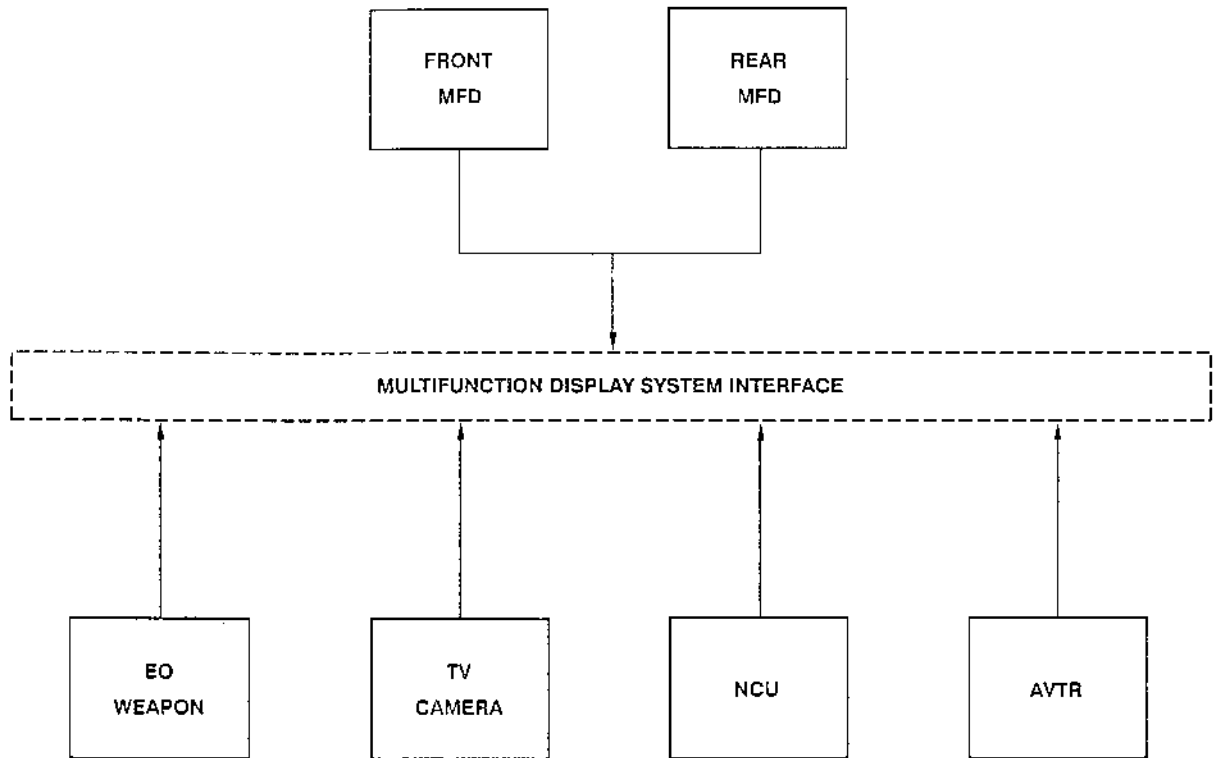 FRONT
MFD
REAR
MFD
MULTIFUNCTION DISPLAY SYSTEM INTERFACE
EO
WEAPON
TV
CAMERA
NCU
AVTR